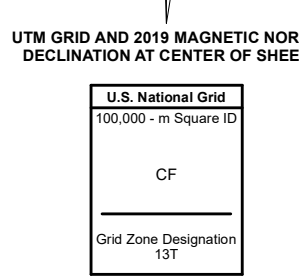 UTM GRID AND 2019 MAGNETIC NOR
DECLINATION AT CENTER OF SHEE
U.S. National Grid
100,000 - m Square ID
CF
Grid Zone Designation
13T